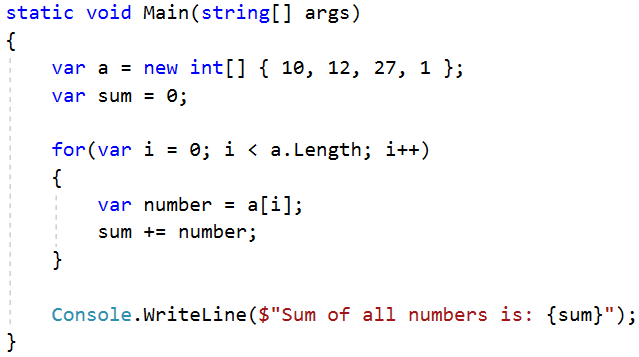 static void Main(string[] args)
{
    var a = new int[] { 10, 12, 27, 1 };
    var sum = 0;

    for(var i = 0; i < a.Length; i++)
    {
        var number = a[i];
        sum += number;
    }

    Console.WriteLine($"Sum of all numbers is: {sum}");
}